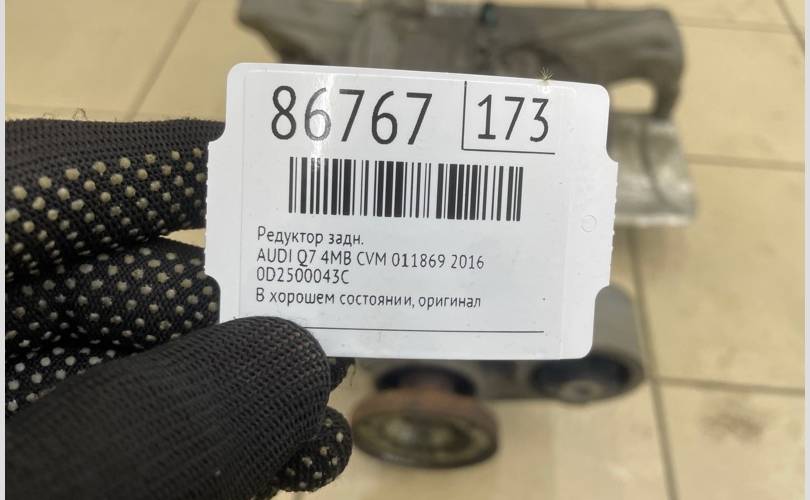 86767 173
Редуктор задн.
AUDI Q7 4MB CVM 011869 2016
0D2500043C
В хорошем состоянии, оригинал